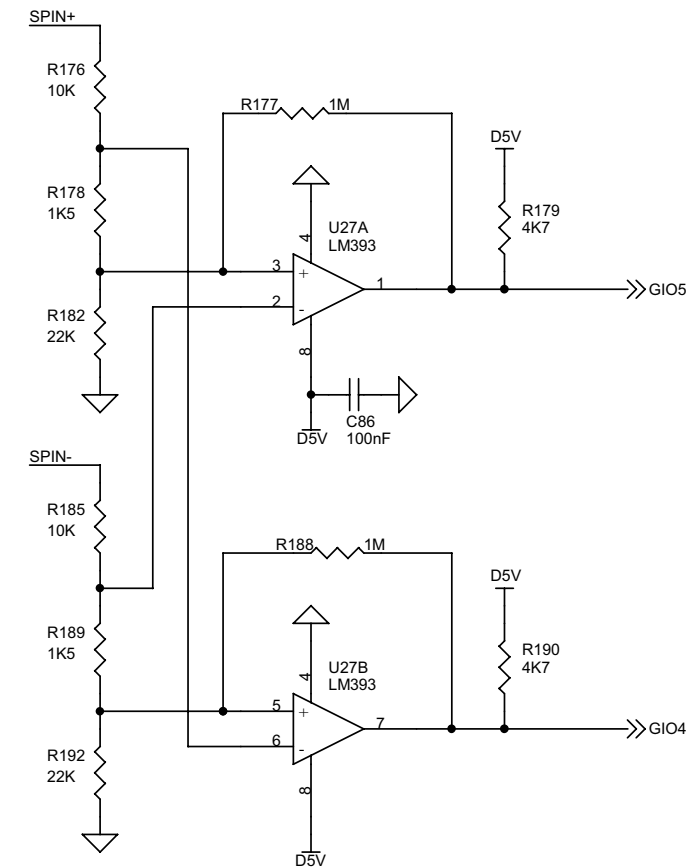 SPIN+
R176
10K
R177 1M
D5V
R178
1K5
R179
4K7
U27A
LM393
4
3
+
1
2
-
GIO5
R182
22K
8
C86
100nF
D5V
SPIN-
R185
10K
R188 1M
D5V
R189
1K5
R190
4K7
U27B
LM393
4
5
+
7
6
-
GIO4
R192
22K
8
D5V